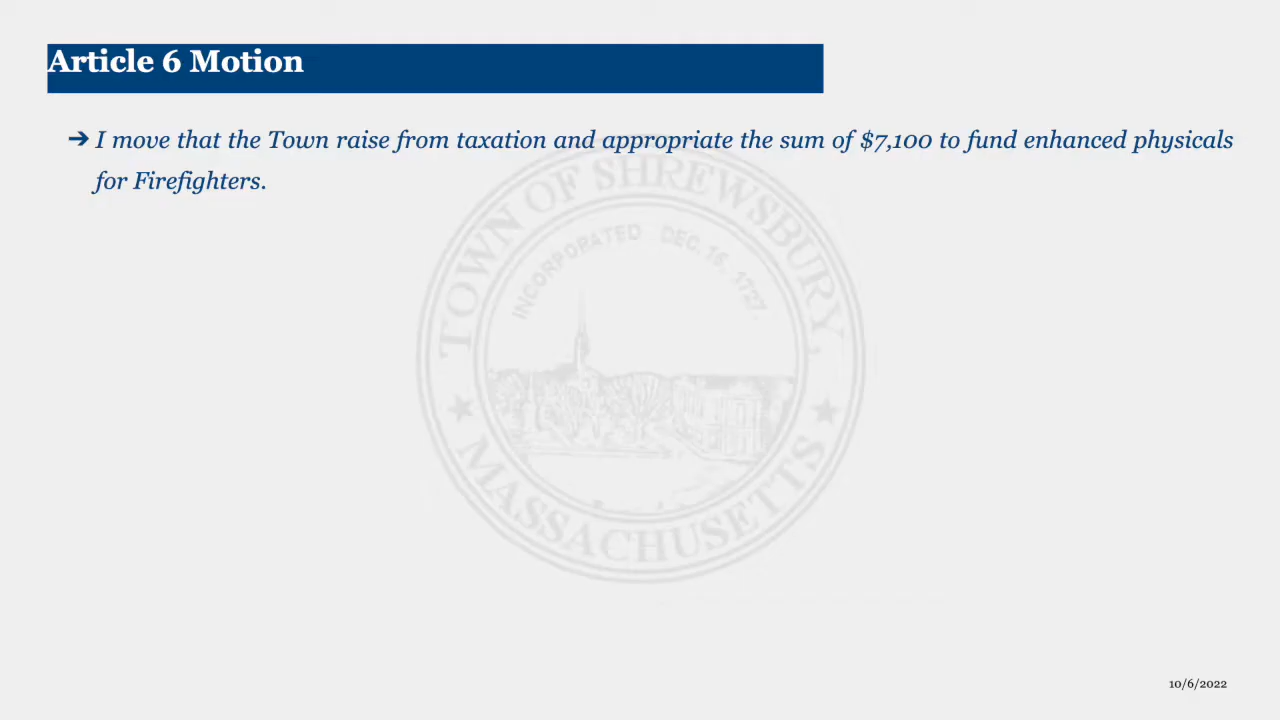 Article 6 Motion
➔ I move that the Town raise from taxation and appropriate the sum of $7,100 to fund enhanced physicals
for Firefighters.
TOWN OF SHREWSBURY,
INCORPORATED DEC. 16, 1727.
★ MASSACHUSETTS ★
10/6/2022